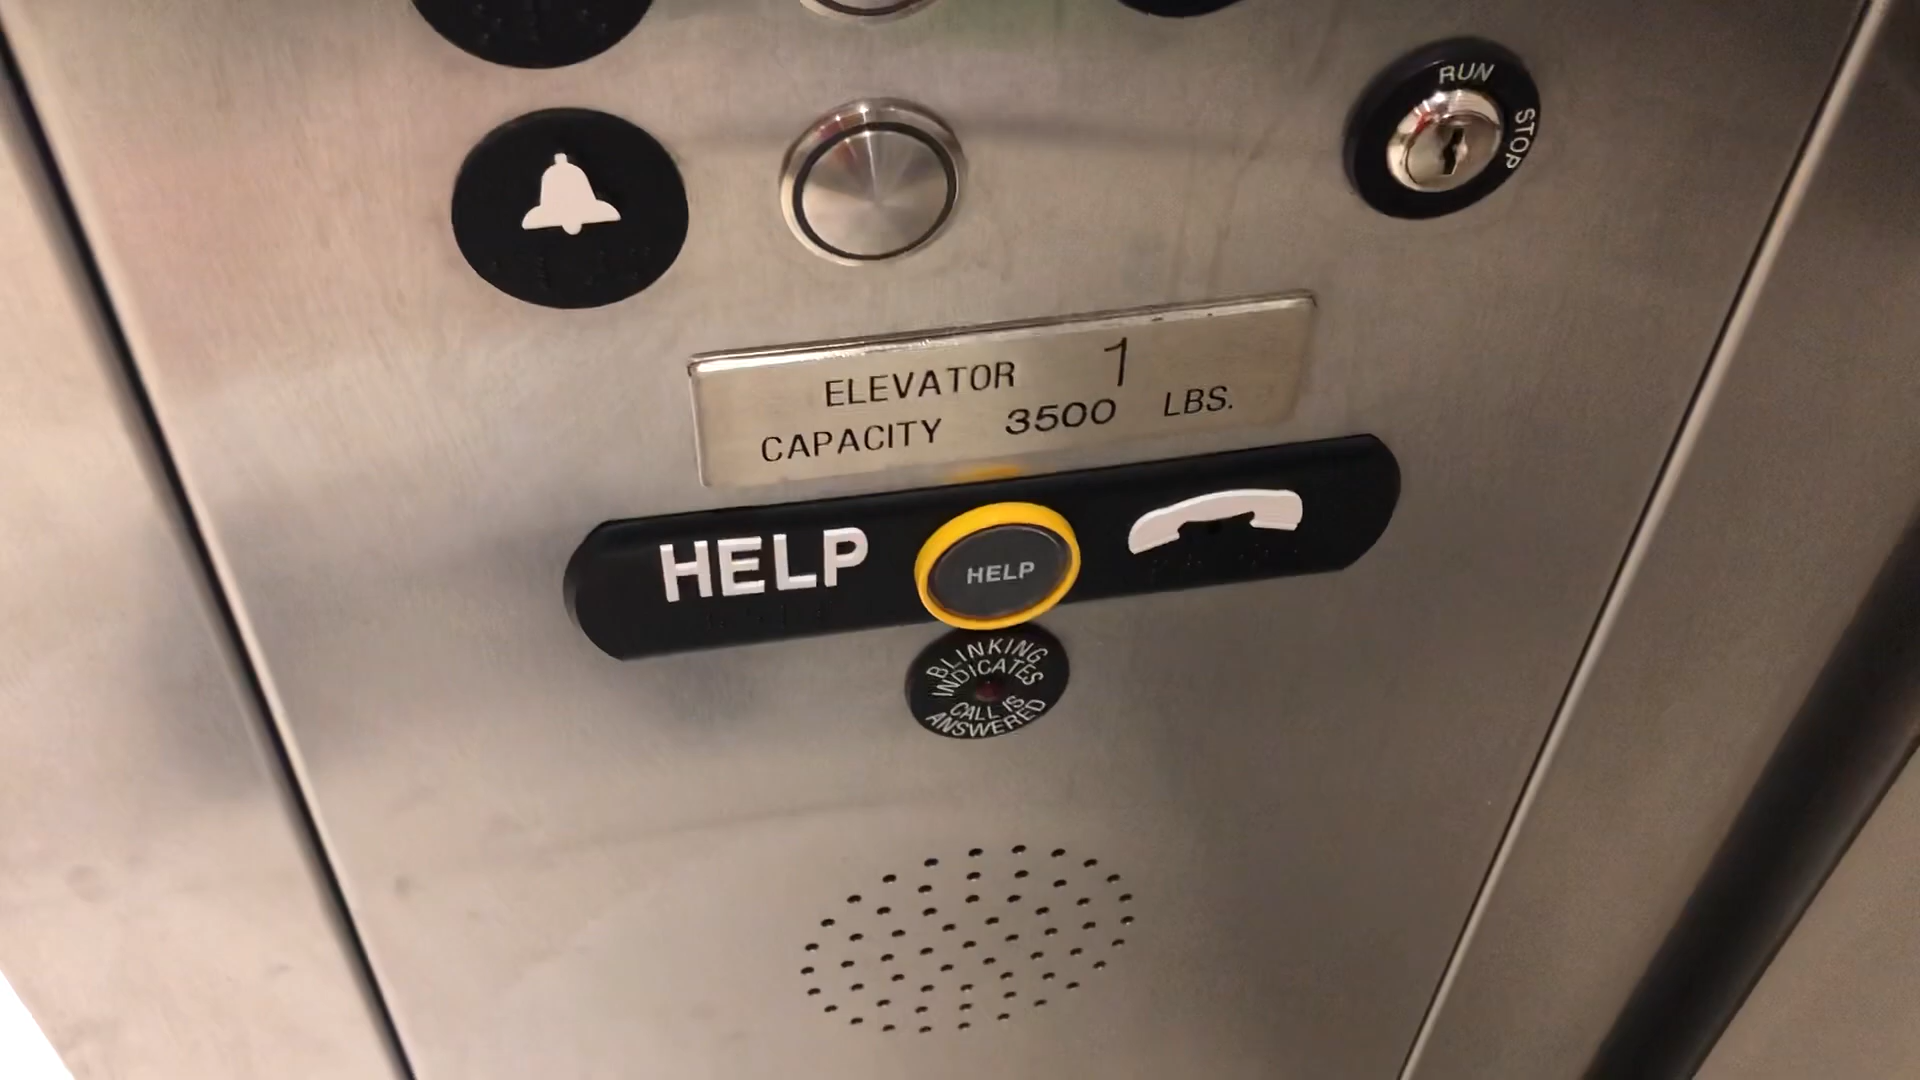 RUN
STOP
ELEVATOR 1
CAPACITY 3500 LBS.
HELP
HELP
BLINKING
INDICATES
CALL IS
ANSWERED